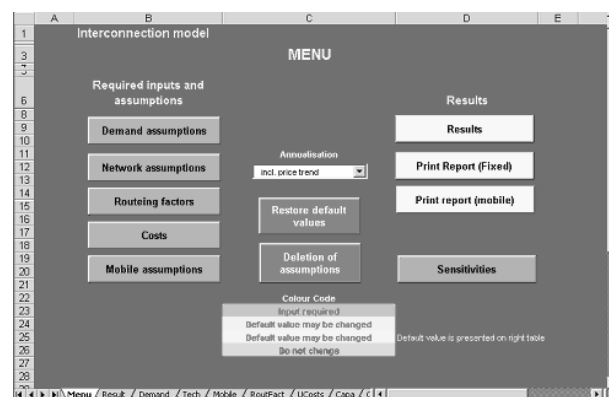 A B C D E
1 Interconnection model
3 MENU
6 Required inputs and
assumptions
Results
8
9 Demand assumptions Results
10
11 Annualisation
12 Network assumptions incl. price trend Print Report (Fixed)
13
14
15 Routeing factors Restore default
values Print report (mobile)
16
17 Costs
18
19
20 Mobile assumptions Deletion of
assumptions Sensitivities
21
22 Colour Code
23 Input required
24 Default value may be changed
25 Default value may be changed Default value is presented on right table
26 Do not change
27
28
Menu / Result / Demand / Tech / Mobile / RoutFact / UCosts / Capa / C